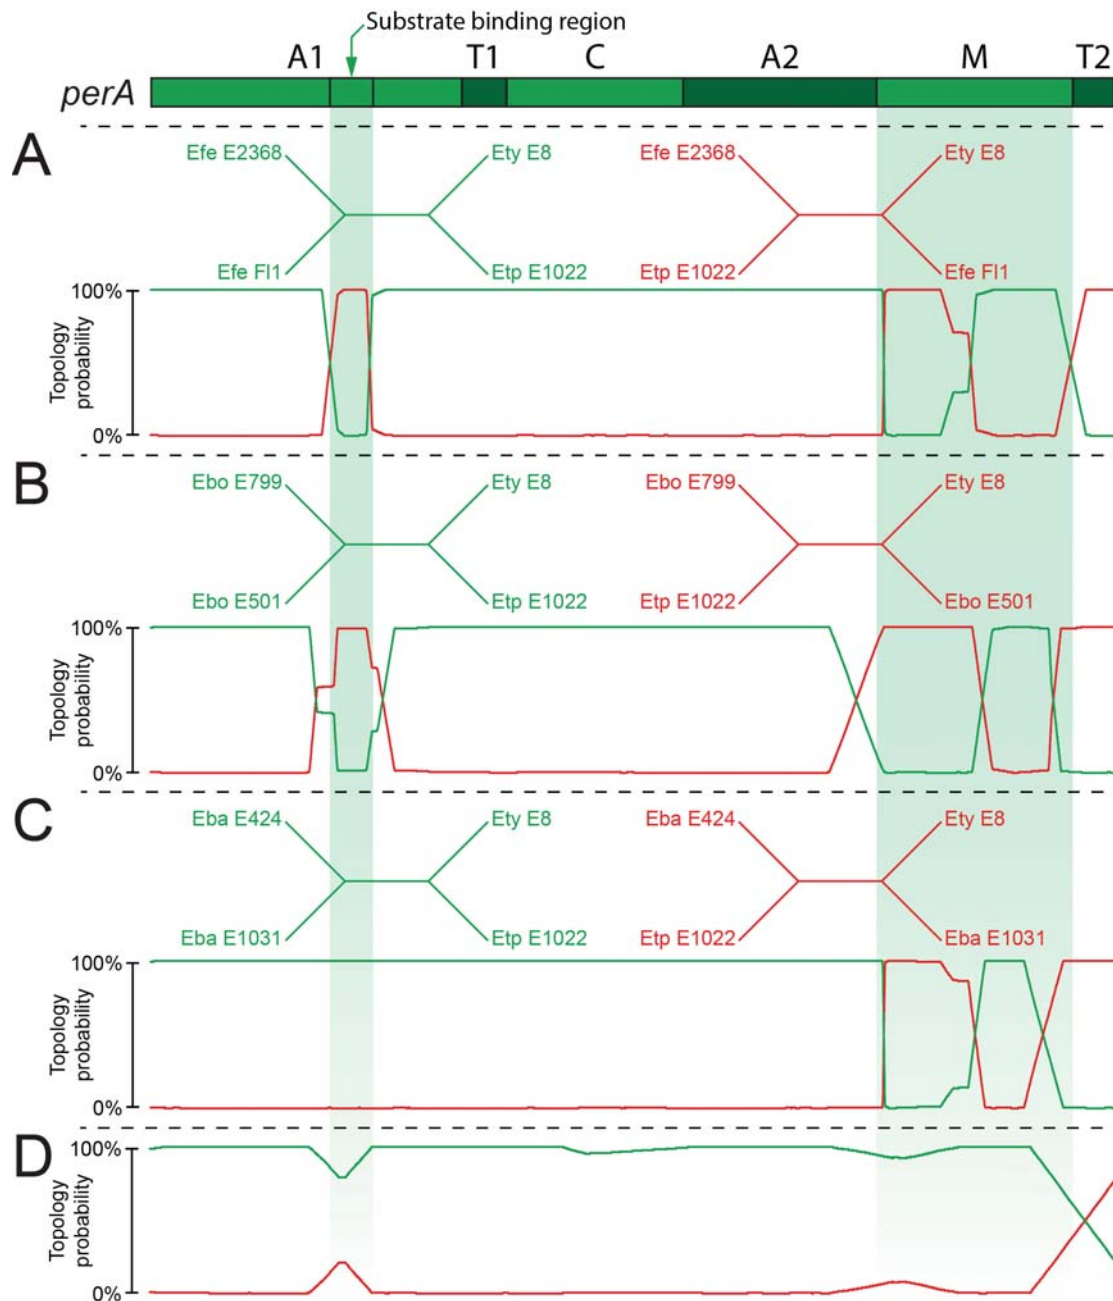 Substrate binding region
A1 T1 C A2 M T2
perA
A
Efe E2368 Ety E8 Efe E2368 Ety E8
Efe Fl1 Etp E1022 Etp E1022 Efe Fl1
100%
Topology
probability
0%
B
Ebo E799 Ety E8 Ebo E799 Ety E8
Ebo E501 Etp E1022 Etp E1022 Ebo E501
100%
Topology
probability
0%
C
Eba E424 Ety E8 Eba E424 Ety E8
Eba E1031 Etp E1022 Etp E1022 Eba E1031
100%
Topology
probability
0%
D
100%
Topology
probability
0%